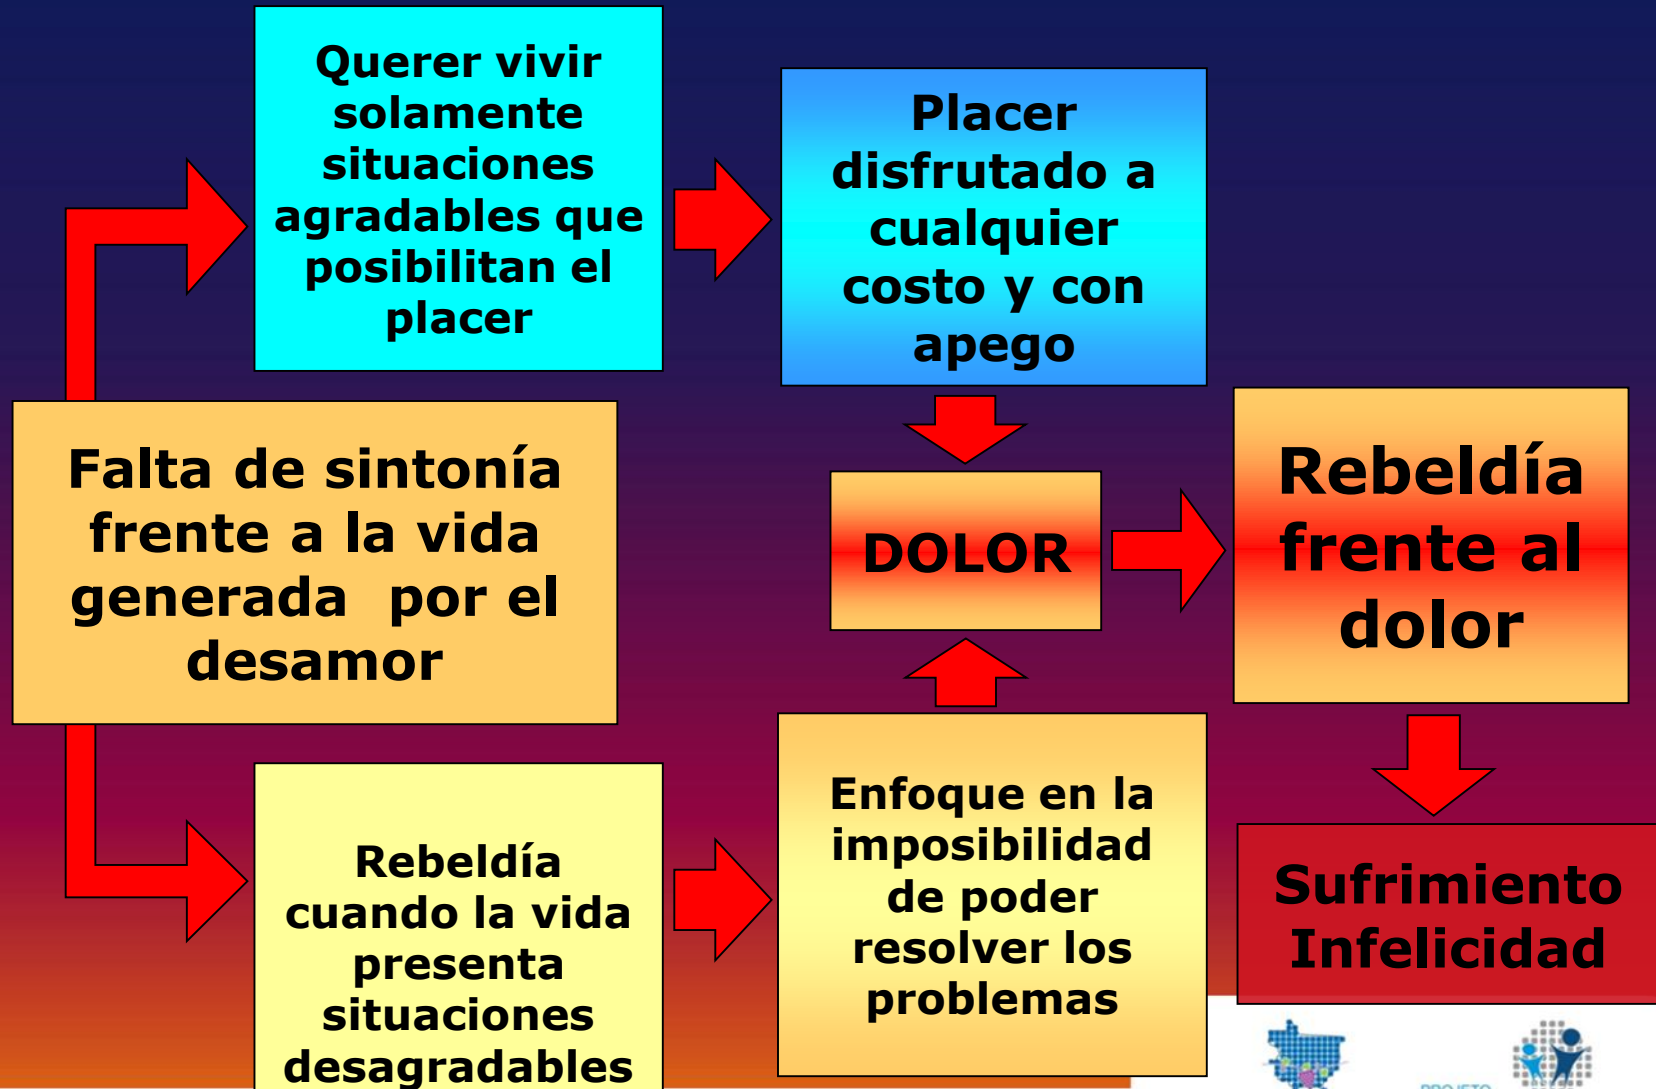 Querer vivir
solamente
situaciones
agradables que
posibilitan el
placer
Placer
disfrutado a
cualquier
costo y con
apego
Falta de sintonía
frente a la vida
generada  por el
desamor
DOLOR
Rebeldía
frente al
dolor
Rebeldía
cuando la vida
presenta
situaciones
desagradables
Enfoque en la
imposibilidad
de poder
resolver los
problemas
Sufrimiento
Infelicidad
PROJETO